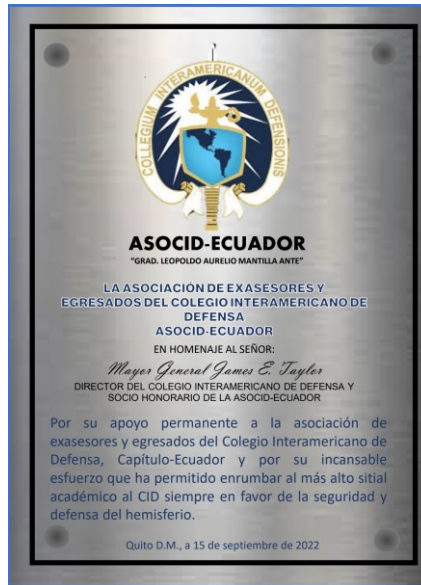 COLLEGIUM INTERAMERICANUM DEFENSIONIS
ASOCID-ECUADOR
"GRAD. LEOPOLDO AURELIO MANTILLA ANTE"
LA ASOCIACIÓN DE EXASESORES Y
EGRESADOS DEL COLEGIO INTERAMERICANO DE
DEFENSA
ASOCID-ECUADOR
EN HOMENAJE AL SEÑOR:
Mayor General James E. Taylor
DIRECTOR DEL COLEGIO INTERAMERICANO DE DEFENSA Y
SOCIO HONORARIO DE LA ASOCID-ECUADOR
Por su apoyo permanente a la asociación de
exasesores y egresados del Colegio Interamericano de
Defensa, Capítulo-Ecuador y por su incansable
esfuerzo que ha permitido enrumbar al más alto sitial
académico al CID siempre en favor de la seguridad y
defensa del hemisferio.
Quito D.M., a 15 de septiembre de 2022